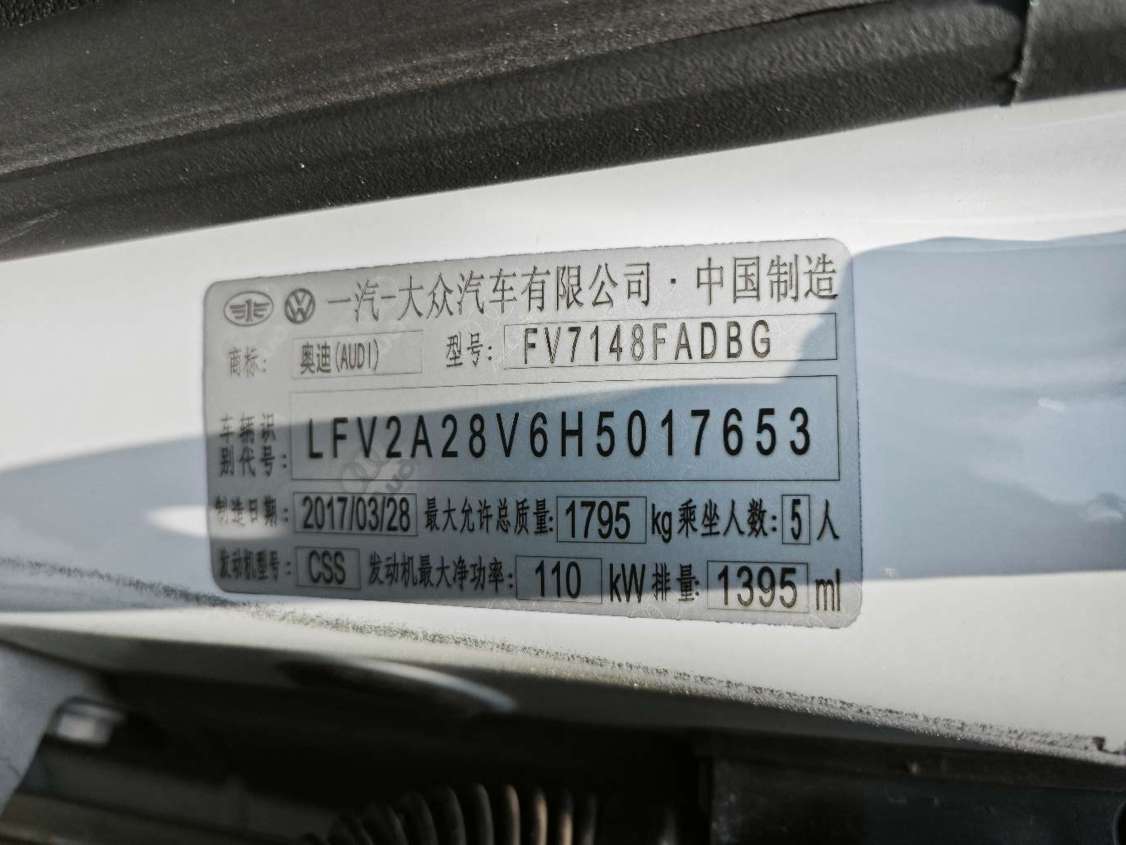 一汽-大众汽车有限公司·中国制造
商标: 奥迪(AUDI) 型号: FV7148FADBG
车辆识别代号: LFV2A28V6H5017653
制造日期: 2017/03/28 最大允许总质量: 1795 kg 乘坐人数: 5 人
发动机型号: CSS 发动机最大净功率: 110 kW 排量: 1395 ml